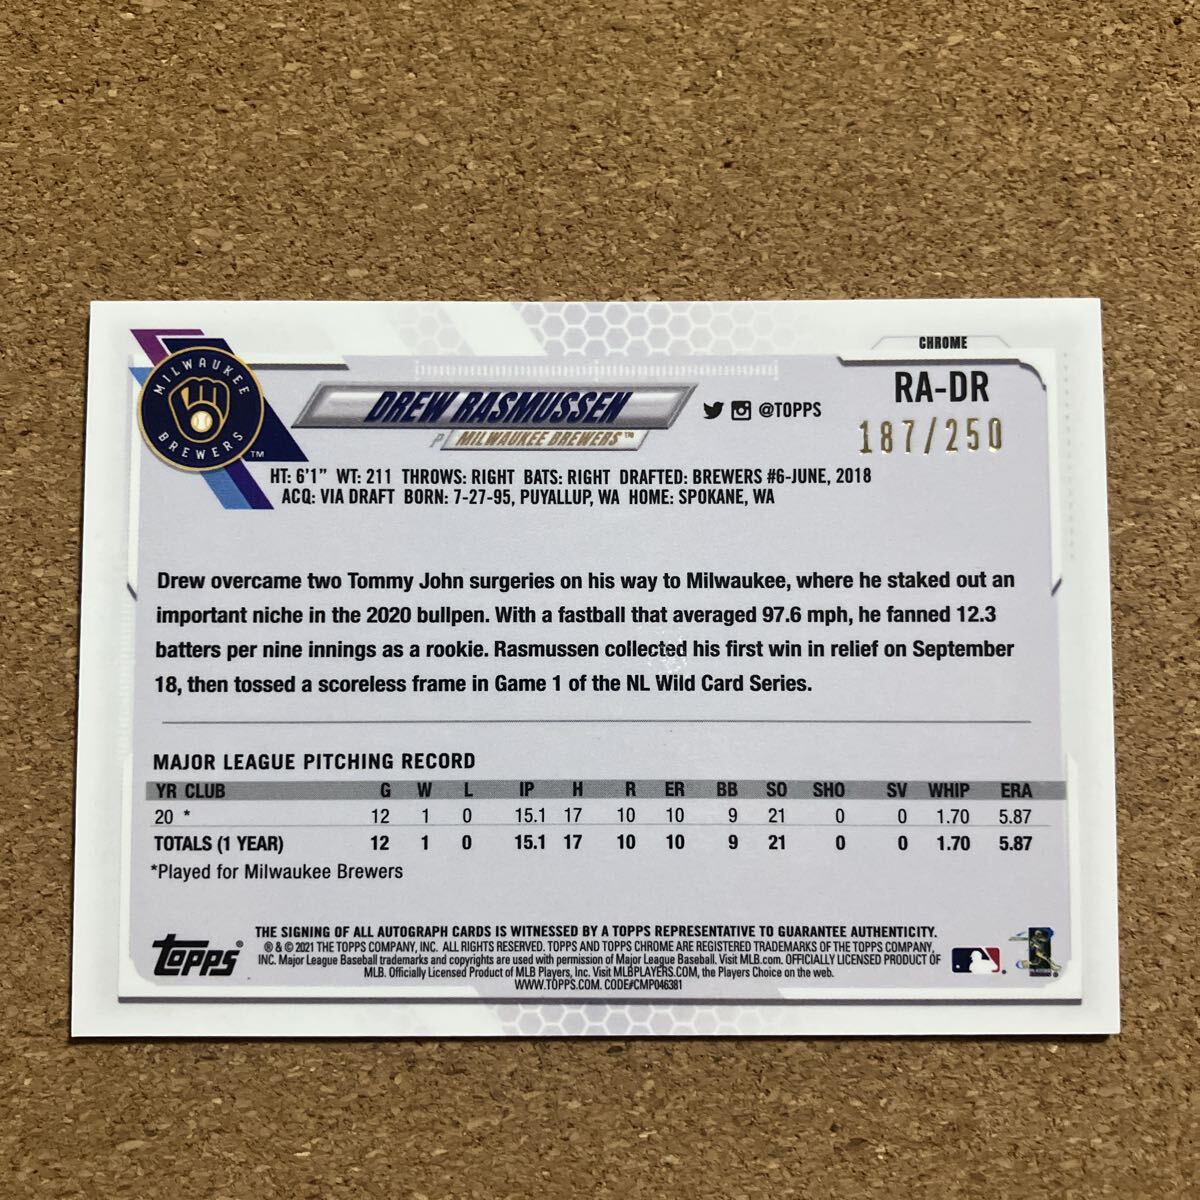 MILWAUKEE
BREWERS
TM
CHROME
RA-DR
187/250
DREW RASMUSSEN
P MILWAUKEE BREWERS™
@TOPPS
HT: 6'1" WT: 211 THROWS: RIGHT BATS: RIGHT DRAFTED: BREWERS #6-JUNE, 2018
ACQ: VIA DRAFT BORN: 7-27-95, PUYALLUP, WA HOME: SPOKANE, WA
Drew overcame two Tommy John surgeries on his way to Milwaukee, where he staked out an
important niche in the 2020 bullpen. With a fastball that averaged 97.6 mph, he fanned 12.3
batters per nine innings as a rookie. Rasmussen collected his first win in relief on September
18, then tossed a scoreless frame in Game 1 of the NL Wild Card Series.
MAJOR LEAGUE PITCHING RECORD
YR CLUB G W L IP H R ER BB SO SHO SV WHIP ERA
20 * 12 1 0 15.1 17 10 10 9 21 0 0 1.70 5.87
TOTALS (1 YEAR) 12 1 0 15.1 17 10 10 9 21 0 0 1.70 5.87
*Played for Milwaukee Brewers
THE SIGNING OF ALL AUTOGRAPH CARDS IS WITNESSED BY A TOPPS REPRESENTATIVE TO GUARANTEE AUTHENTICITY.
® & © 2021 THE TOPPS COMPANY, INC. ALL RIGHTS RESERVED. TOPPS AND TOPPS CHROME ARE REGISTERED TRADEMARKS OF THE TOPPS COMPANY,
INC. Major League Baseball trademarks and copyrights are used with permission of Major League Baseball. Visit MLB.com. OFFICIALLY LICENSED PRODUCT OF
MLB. Officially Licensed Product of MLB Players, Inc. Visit MLBPLAYERS.COM, the Players Choice on the web.
WWW.TOPPS.COM. CODE#CMP046381
topps®